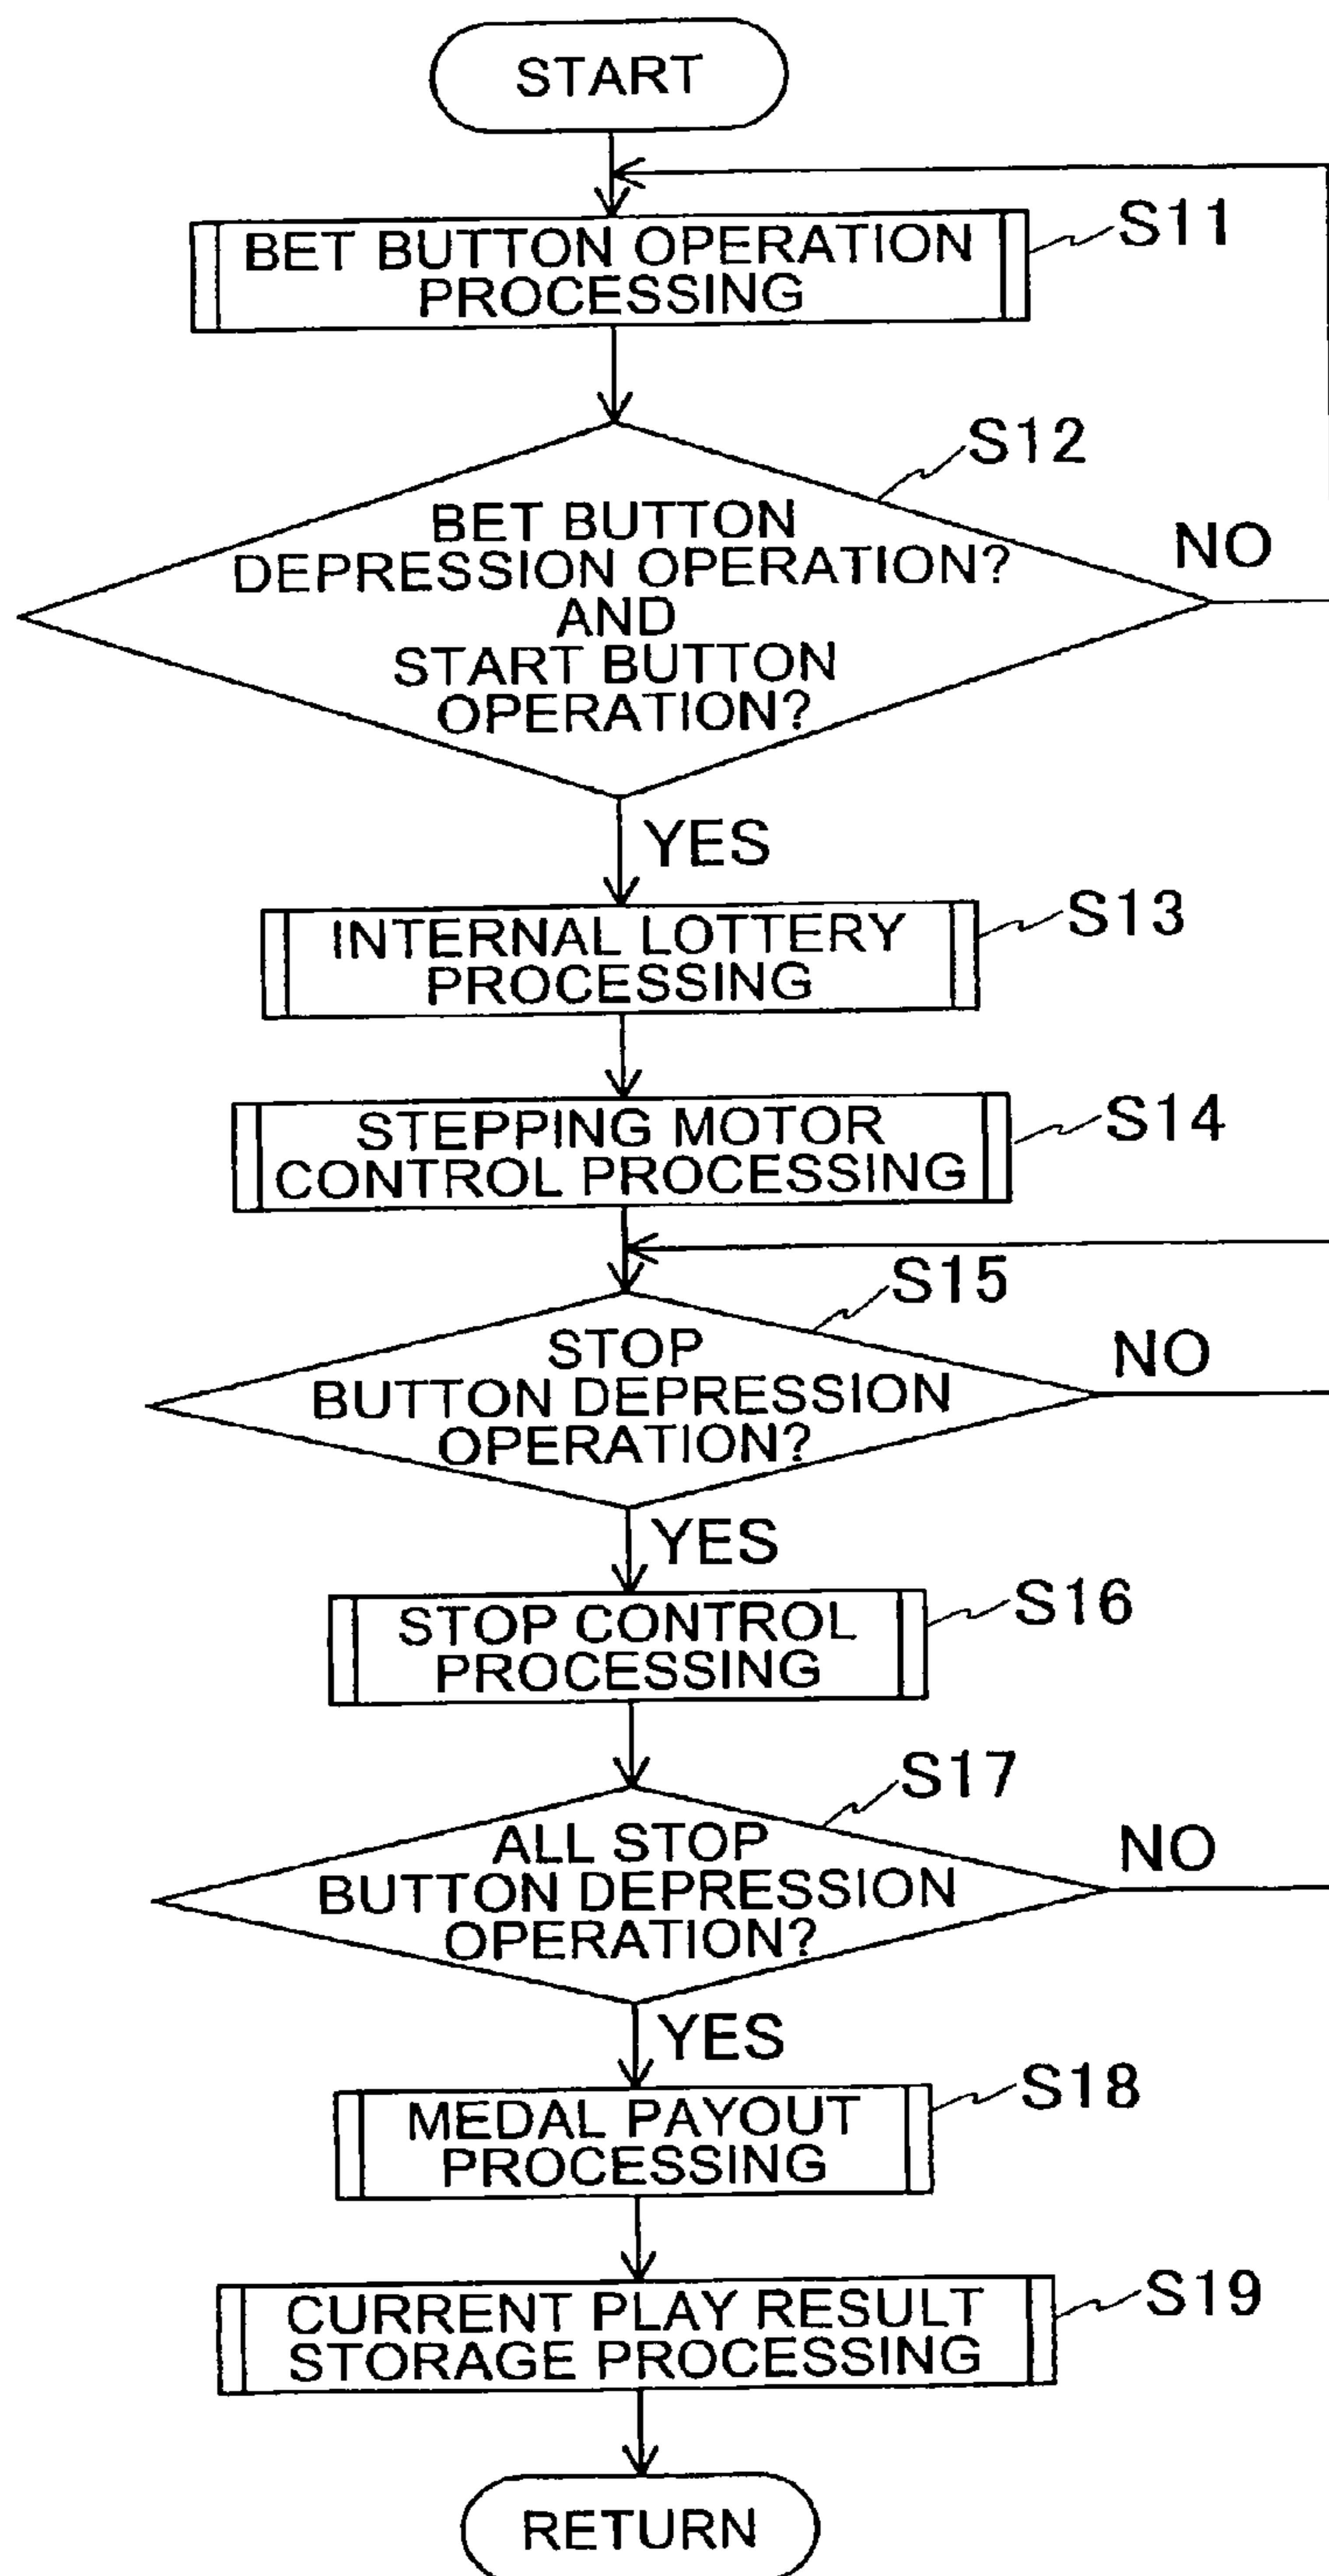 START
BET BUTTON OPERATION
PROCESSING
S11
S12
BET BUTTON
DEPRESSION OPERATION?
AND
START BUTTON
OPERATION?
NO
YES
INTERNAL LOTTERY
PROCESSING
S13
STEPPING MOTOR
CONTROL PROCESSING
S14
S15
STOP
BUTTON DEPRESSION
OPERATION?
NO
YES
STOP CONTROL
PROCESSING
S16
S17
ALL STOP
BUTTON DEPRESSION
OPERATION?
NO
YES
MEDAL PAYOUT
PROCESSING
S18
CURRENT PLAY RESULT
STORAGE PROCESSING
S19
RETURN